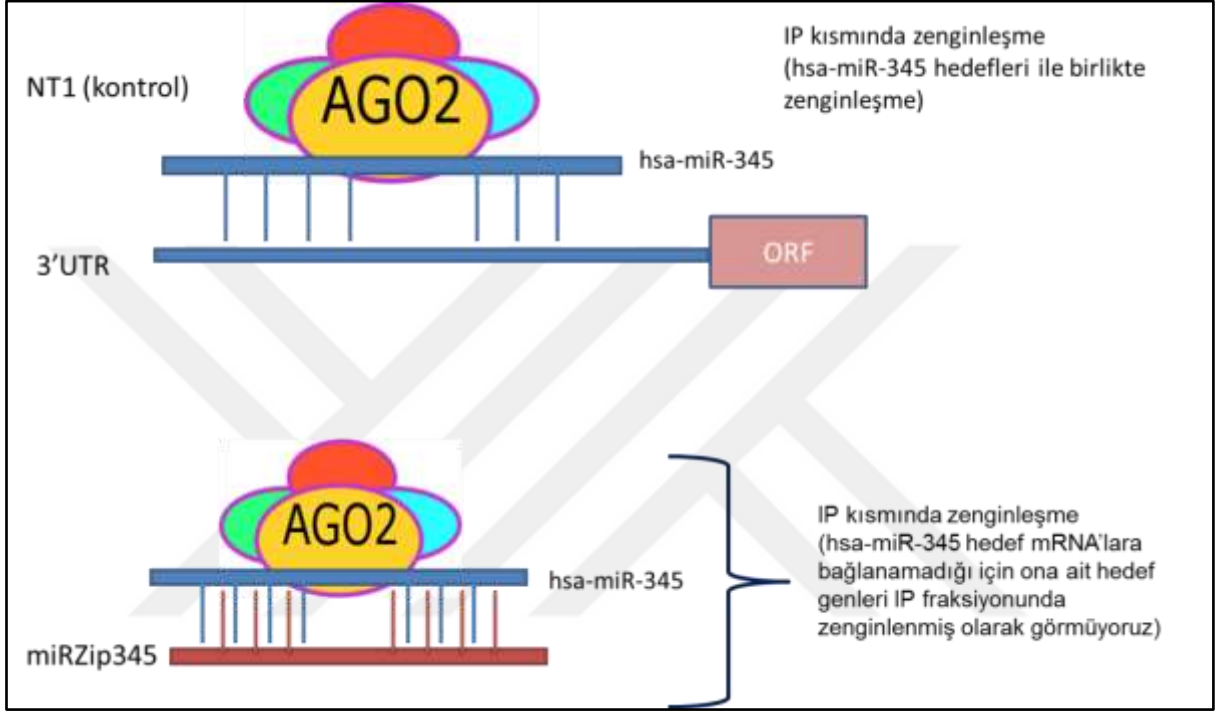 NT1 (kontrol)
AGO2
IP kısmında zenginleşme
(hsa-miR-345 hedefleri ile birlikte
zenginleşme)
hsa-miR-345
3’UTR
ORF
AGO2
hsa-miR-345
miRZip345
IP kısmında zenginleşme
(hsa-miR-345 hedef mRNA’lara
bağlanamadığı için ona ait hedef
genleri IP fraksiyonunda
zenginlenmiş olarak görmüyoruz)